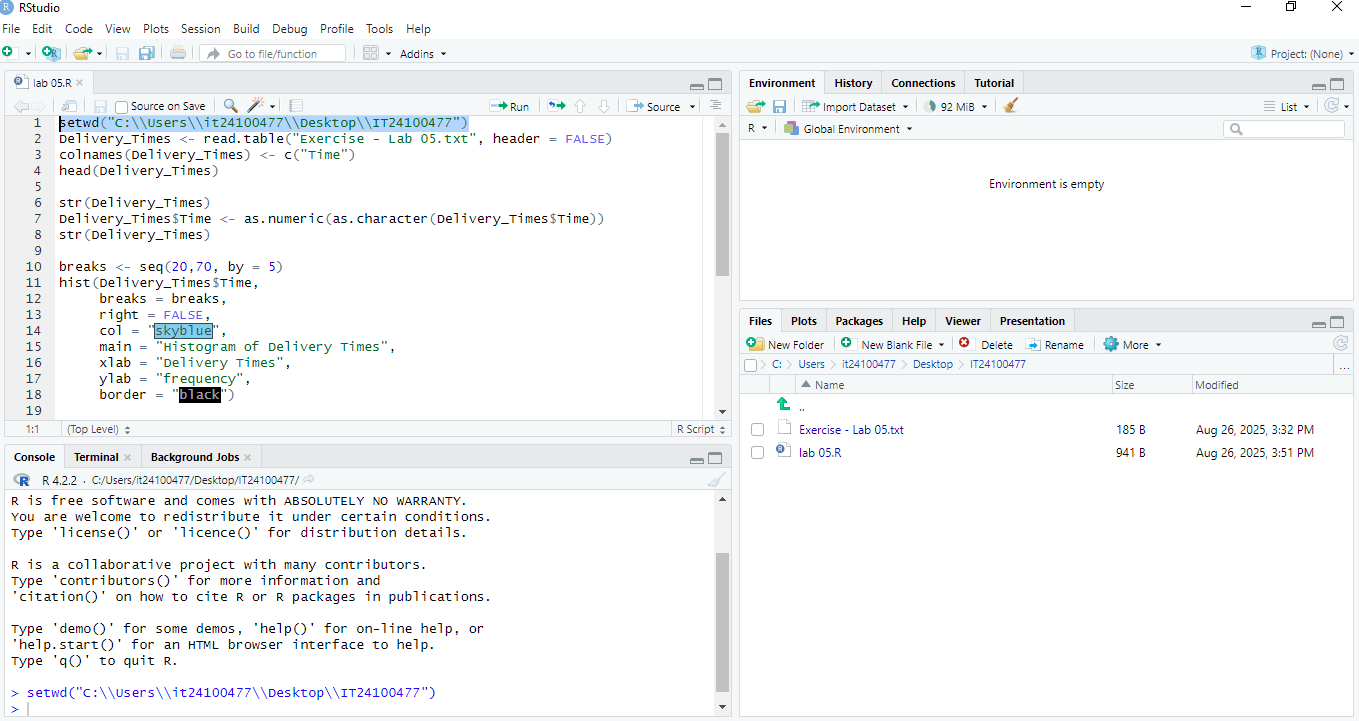 RStudio
File Edit Code View Plots Session Build Debug Profile Tools Help
Go to file/function Addins Project: (None)
lab 05.R
Source on Save Run Source
1 setwd("C:\\Users\\it24100477\\Desktop\\IT24100477")
2 Delivery_Times <- read.table("Exercise - Lab 05.txt", header = FALSE)
3 colnames(Delivery_Times) <- c("Time")
4 head(Delivery_Times)
5
6 str(Delivery_Times)
7 Delivery_Times$Time <- as.numeric(as.character(Delivery_Times$Time))
8 str(Delivery_Times)
9
10 breaks <- seq(20,70, by = 5)
11 hist(Delivery_Times$Time,
12 breaks = breaks,
13 right = FALSE,
14 col = "skyblue",
15 main = "Histogram of Delivery Times",
16 xlab = "Delivery Times",
17 ylab = "frequency",
18 border = "black")
19
1:1 (Top Level) R Script
Console Terminal Background Jobs
R 4.2.2 · C:/Users/it24100477/Desktop/IT24100477/
R is free software and comes with ABSOLUTELY NO WARRANTY.
You are welcome to redistribute it under certain conditions.
Type 'license()' or 'licence()' for distribution details.
R is a collaborative project with many contributors.
Type 'contributors()' for more information and
'citation()' on how to cite R or R packages in publications.
Type 'demo()' for some demos, 'help()' for on-line help, or
'help.start()' for an HTML browser interface to help.
Type 'q()' to quit R.
> setwd("C:\\Users\\it24100477\\Desktop\\IT24100477")
>
Environment History Connections Tutorial
Import Dataset 92 MiB List
R Global Environment
Environment is empty
Files Plots Packages Help Viewer Presentation
New Folder New Blank File Delete Rename More
C: Users it24100477 Desktop IT24100477 ...
Name Size Modified
..
Exercise - Lab 05.txt 185 B Aug 26, 2025, 3:32 PM
lab 05.R 941 B Aug 26, 2025, 3:51 PM